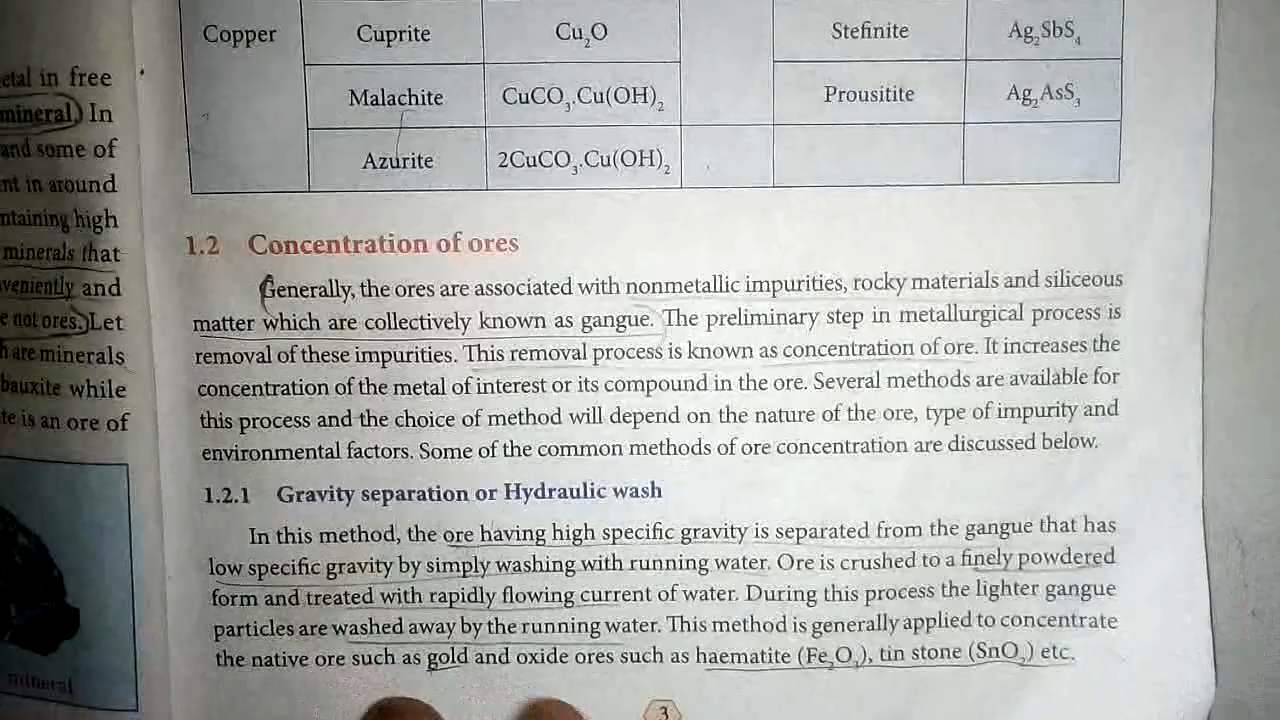 etal in free
mineral) In
and some of
nt in around
ntaining high
minerals that
veniently and
e not ores.) Let
h are minerals
bauxite while
te is an ore of
mineral
Copper Cuprite Cu₂O Stefinite Ag₂SbS₄
Malachite CuCO₃.Cu(OH)₂ Prousitite Ag₂AsS₃
Azurite 2CuCO₃.Cu(OH)₂
1.2 Concentration of ores
Generally, the ores are associated with nonmetallic impurities, rocky materials and siliceous
matter which are collectively known as gangue. The preliminary step in metallurgical process is
removal of these impurities. This removal process is known as concentration of ore. It increases the
concentration of the metal of interest or its compound in the ore. Several methods are available for
this process and the choice of method will depend on the nature of the ore, type of impurity and
environmental factors. Some of the common methods of ore concentration are discussed below.
1.2.1 Gravity separation or Hydraulic wash
In this method, the ore having high specific gravity is separated from the gangue that has
low specific gravity by simply washing with running water. Ore is crushed to a finely powdered
form and treated with rapidly flowing current of water. During this process the lighter gangue
particles are washed away by the running water. This method is generally applied to concentrate
the native ore such as gold and oxide ores such as haematite (Fe₂O₃), tin stone (SnO₂) etc.
3